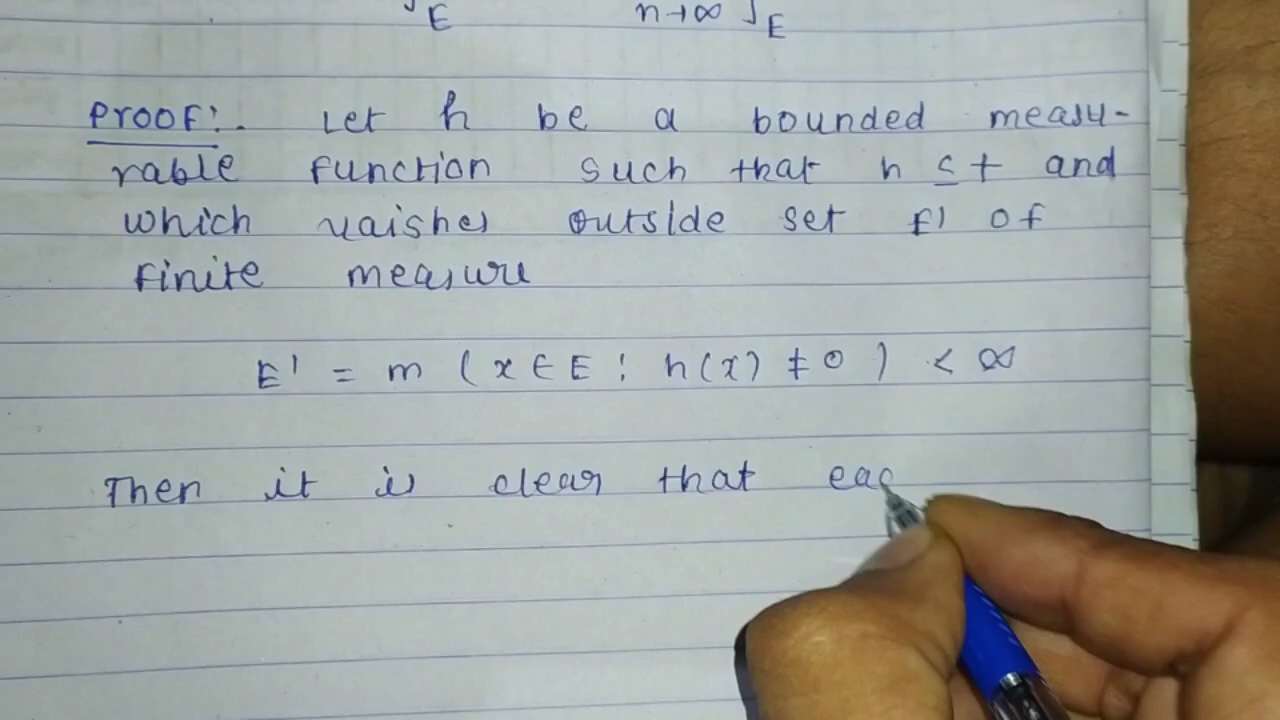 ∫E n→∞ ∫E
Proof:. Let h be a bounded measu-
rable function such that h ≤ f and
which vaishes outside set E' of
finite measure
E' = m (x ∈ E : h(x) ≠ 0) < ∞
Then it is clear that eac